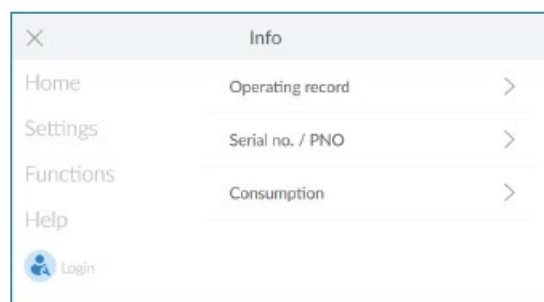 Info
Home
Settings
Functions
Help
Login
Operating record
Serial no. / PNO
Consumption